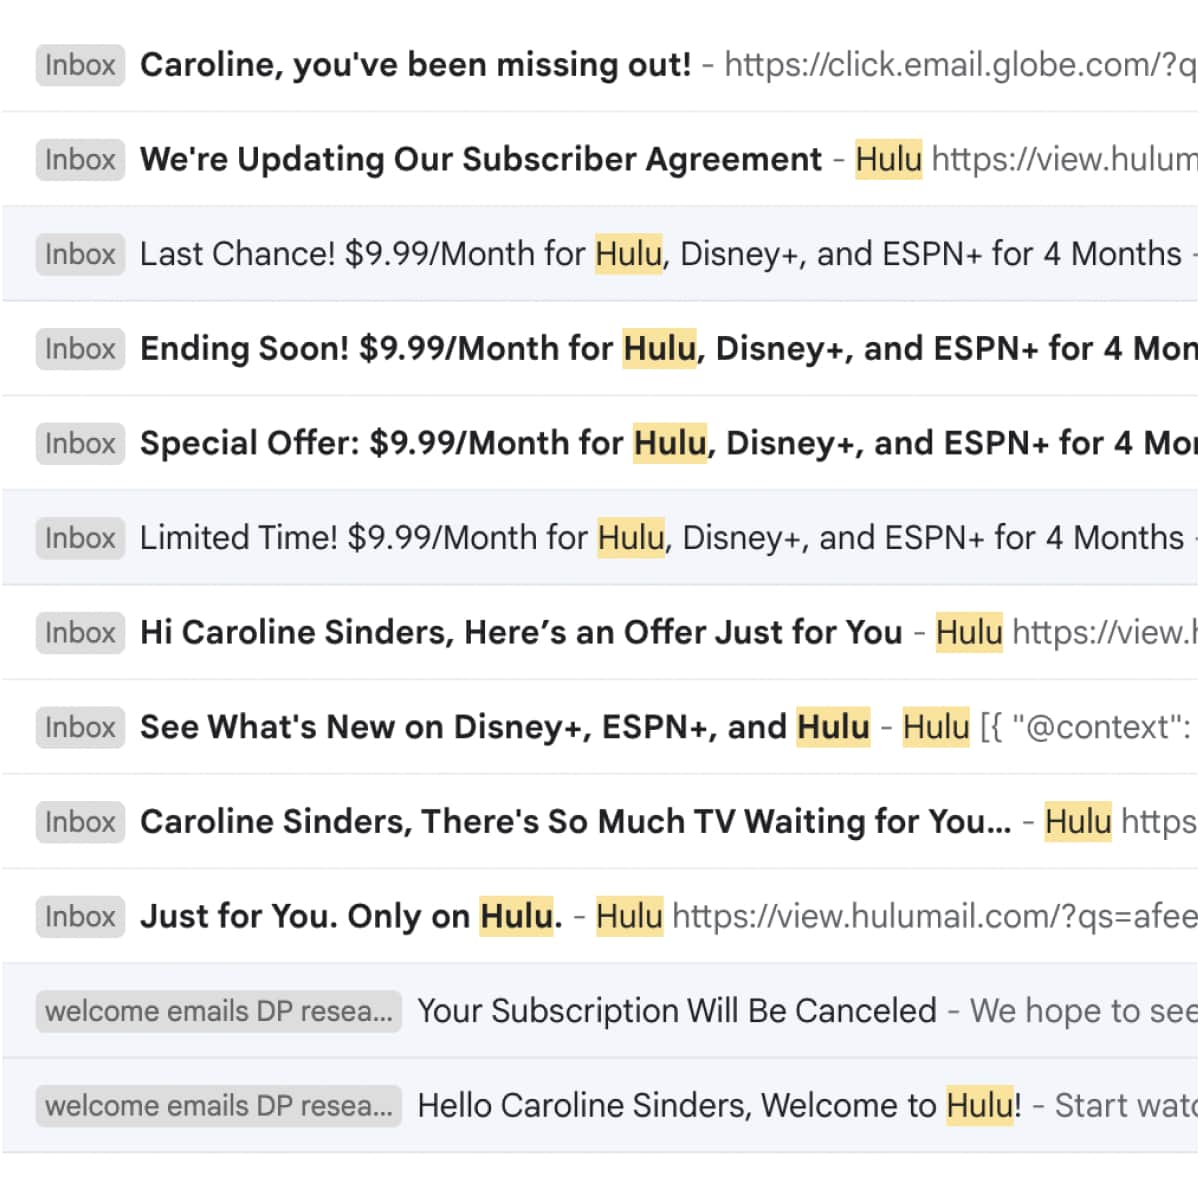 Inbox Caroline, you've been missing out! - https://click.email.globe.com/?q
Inbox We're Updating Our Subscriber Agreement - Hulu https://view.hulum
Inbox Last Chance! $9.99/Month for Hulu, Disney+, and ESPN+ for 4 Months -
Inbox Ending Soon! $9.99/Month for Hulu, Disney+, and ESPN+ for 4 Mon
Inbox Special Offer: $9.99/Month for Hulu, Disney+, and ESPN+ for 4 Mon
Inbox Limited Time! $9.99/Month for Hulu, Disney+, and ESPN+ for 4 Months -
Inbox Hi Caroline Sinders, Here’s an Offer Just for You - Hulu https://view.h
Inbox See What's New on Disney+, ESPN+, and Hulu - Hulu [{ "@context":
Inbox Caroline Sinders, There's So Much TV Waiting for You... - Hulu https
Inbox Just for You. Only on Hulu. - Hulu https://view.hulumail.com/?qs=afee
welcome emails DP resea... Your Subscription Will Be Canceled - We hope to see
welcome emails DP resea... Hello Caroline Sinders, Welcome to Hulu! - Start watc